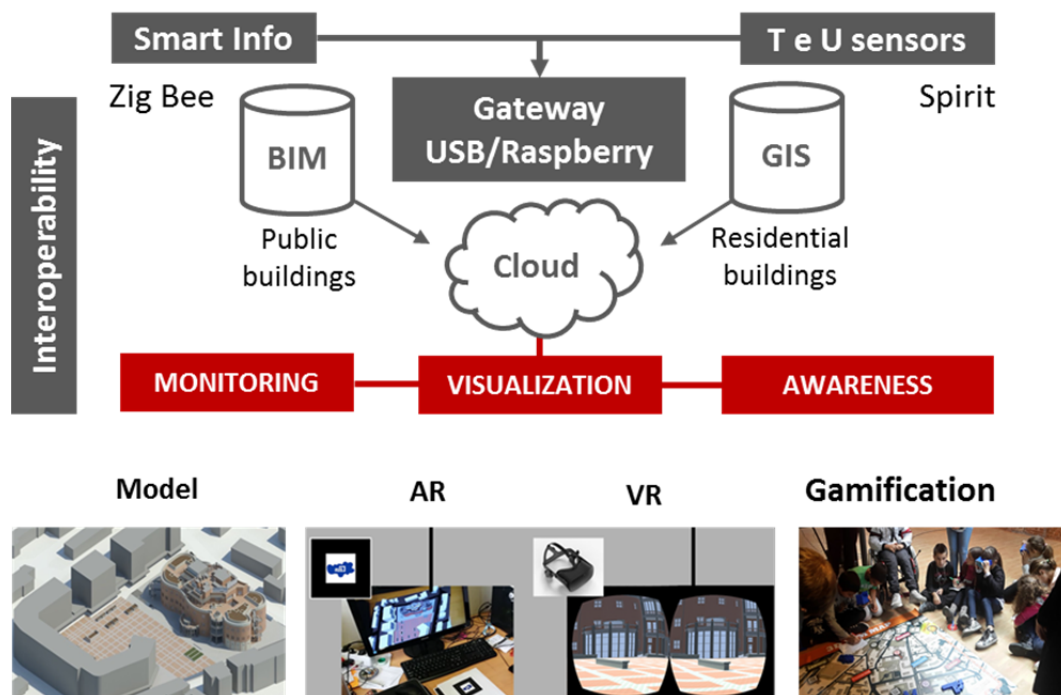 Smart Info
T e U sensors
Zig Bee
Spirit
Gateway
USB/Raspberry
BIM
GIS
Public
buildings
Residential
buildings
Cloud
Interoperability
MONITORING
VISUALIZATION
AWARENESS
Model
AR
VR
Gamification